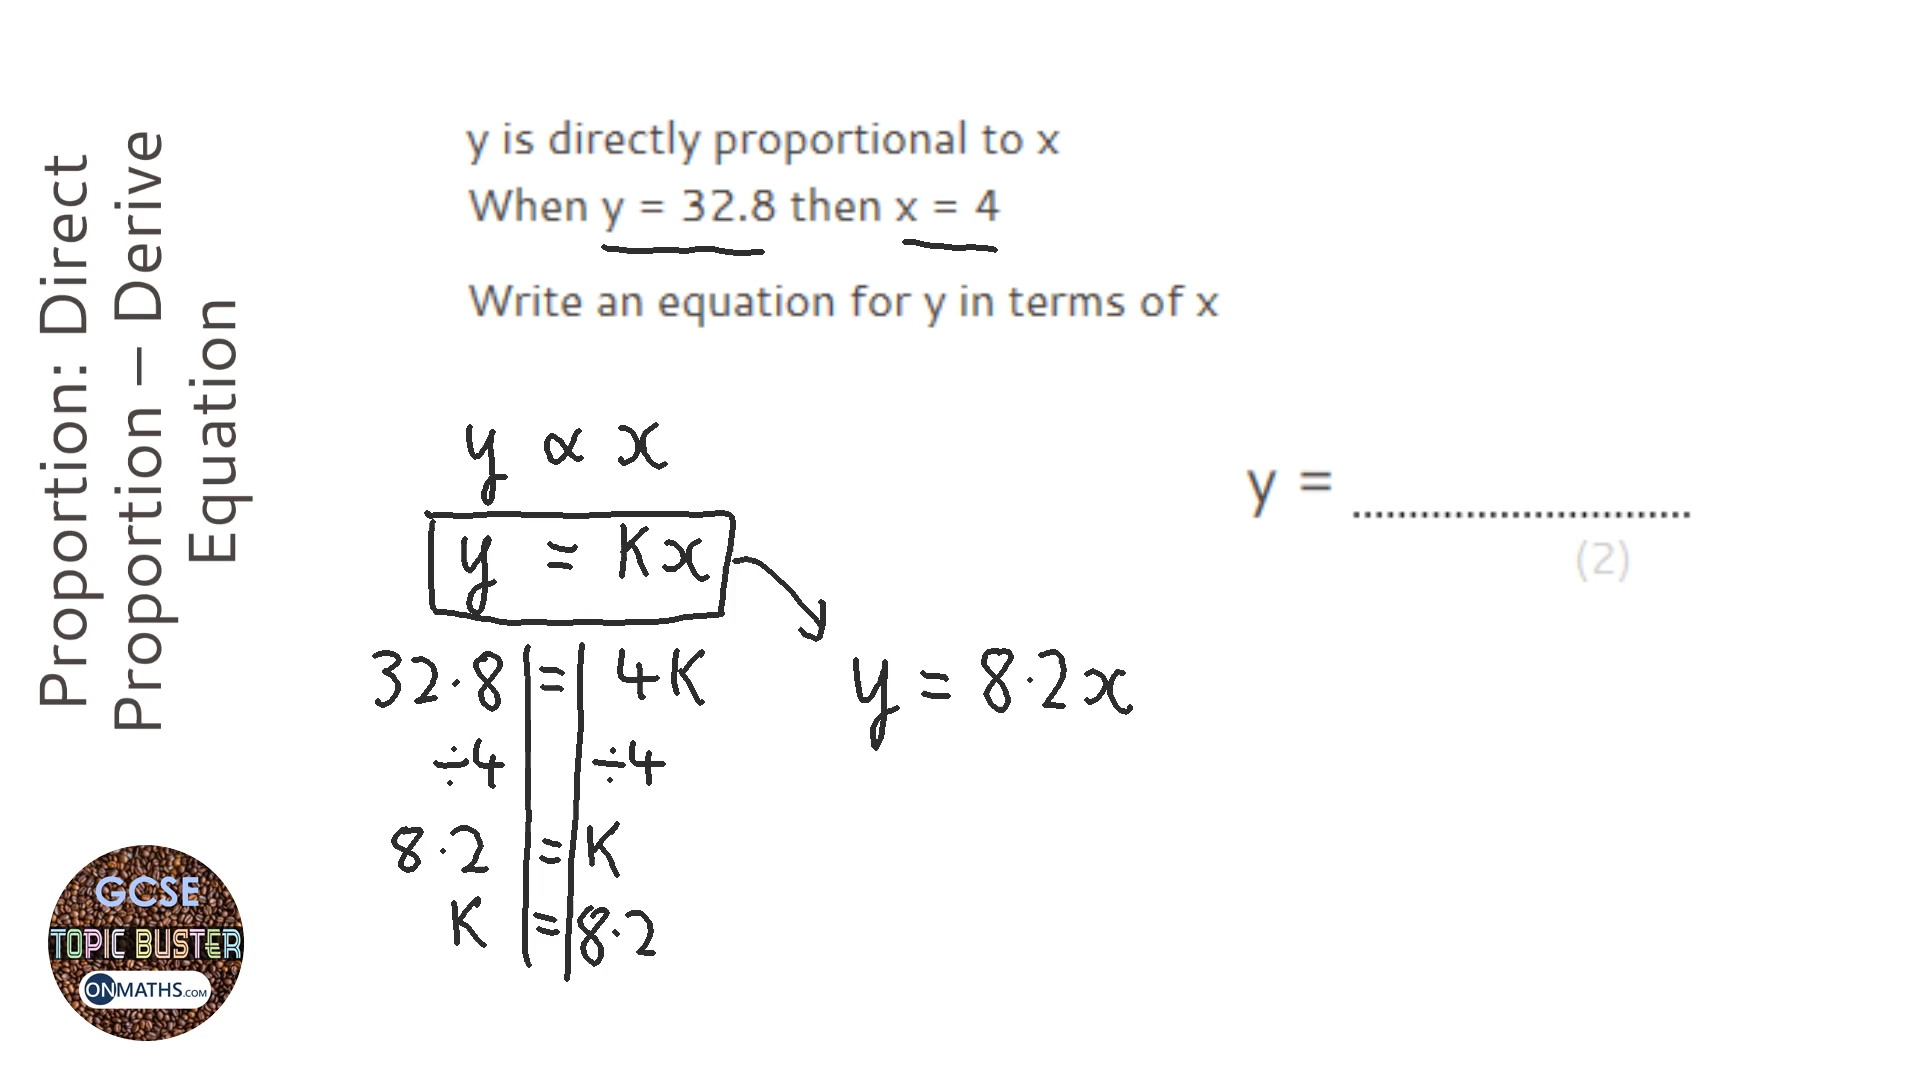 Proportion: Direct
Proportion – Derive
Equation
y is directly proportional to x
When y = 32.8 then x = 4
Write an equation for y in terms of x
y ∝ x
y = Kx
32.8 = 4K
÷4 ÷4
8.2 = K
K = 8.2
y = 8.2x
y = ..............................
(2)
GCSE
TOPIC BUSTER
ONMATHS.COM